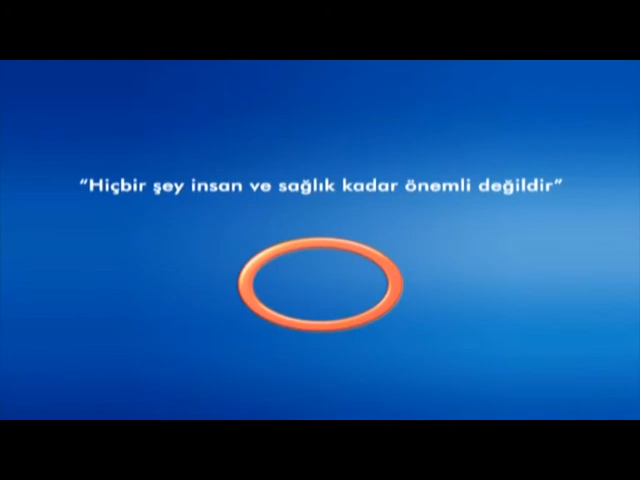 “Hiçbir şey insan ve sağlık kadar önemli değildir”